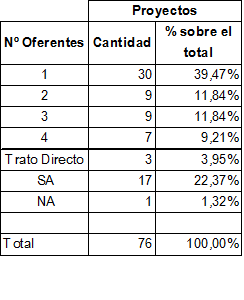 Proyectos
Nº Oferentes Cantidad % sobre el total
1 30 39,47%
2 9 11,84%
3 9 11,84%
4 7 9,21%
Trato Directo 3 3,95%
SA 17 22,37%
NA 1 1,32%
Total 76 100,00%